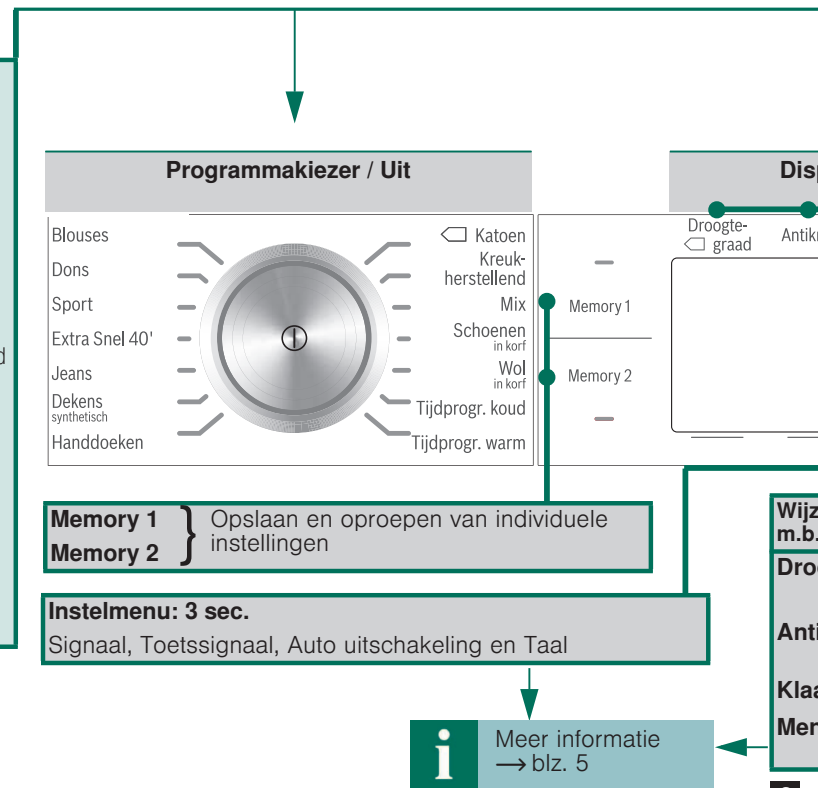 Programmakiezer / Uit
Blouses
Dons
Sport
Extra Snel 40'
Jeans
Dekens
synthetisch
Handdoeken
Katoen
Kreuk-
herstellend
Mix
Schoenen
in korf
Wol
in korf
Tijdprogr. koud
Tijdprogr. warm
Memory 1
Memory 2
Droogte-
graad
Memory 1
Memory 2
Opslaan en oproepen van individuele
instellingen
Instelmenu: 3 sec.
Signaal, Toetssignaal, Auto uitschakeling en Taal
m.b.
i
Meer informatie
→ blz. 5